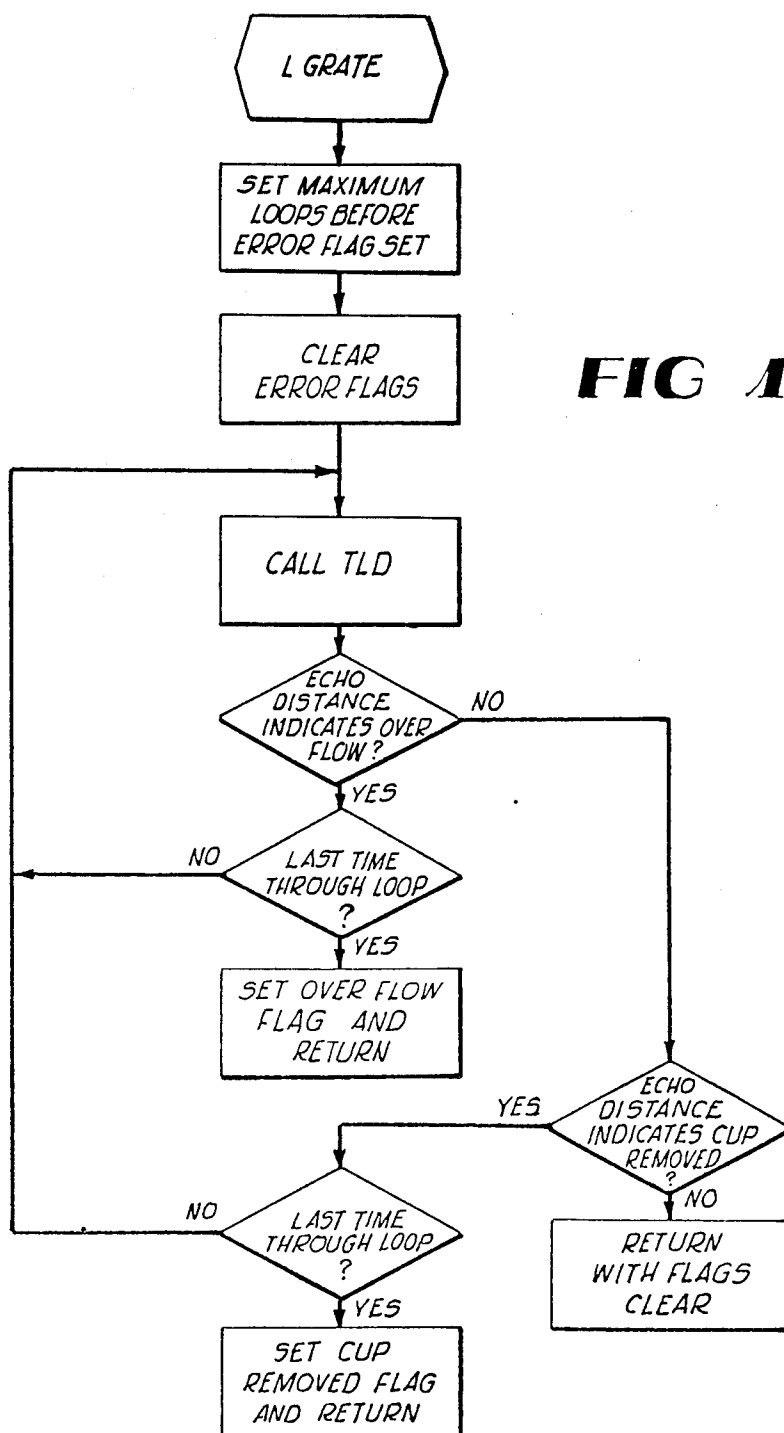 L GRATE
SET MAXIMUM
LOOPS BEFORE
ERROR FLAG SET
CLEAR
ERROR FLAGS
FIG 1
CALL TLD
ECHO
DISTANCE
INDICATES OVER
FLOW?
NO
YES
NO
LAST TIME
THROUGH LOOP
?
YES
SET OVER FLOW
FLAG AND
RETURN
YES
ECHO
DISTANCE
INDICATES CUP
REMOVED
?
NO
NO
LAST TIME
THROUGH LOOP
?
RETURN
WITH FLAGS
CLEAR
YES
SET CUP
REMOVED FLAG
AND RETURN